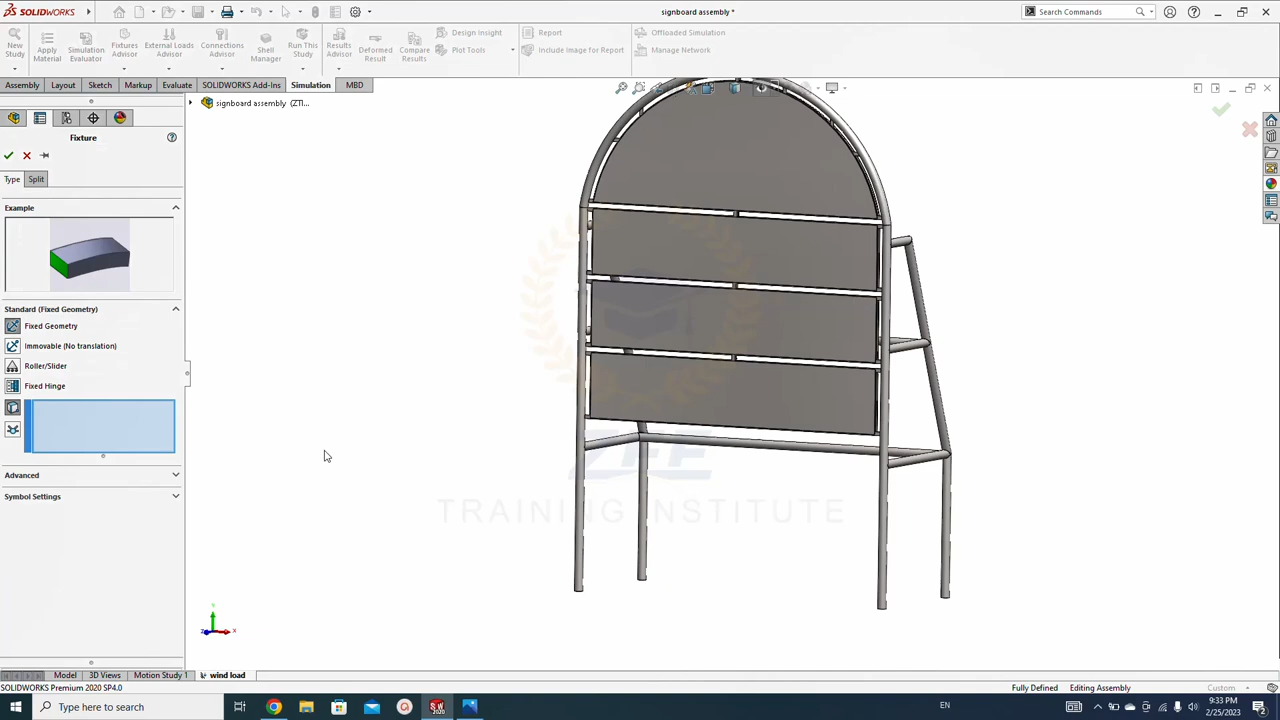 SOLIDWORKS
signboard assembly *
Search Commands
New Study
Apply Material
Simulation Evaluator
Fixtures Advisor
External Loads Advisor
Connections Advisor
Shell Manager
Run This Study
Results Advisor
Deformed Result
Compare Results
Design Insight
Plot Tools
Report
Include Image for Report
Offloaded Simulation
Manage Network
Assembly
Layout
Sketch
Markup
Evaluate
SOLIDWORKS Add-Ins
Simulation
MBD
signboard assembly (ZTI...
Fixture
Type
Split
Example
Standard (Fixed Geometry)
Fixed Geometry
Immovable (No translation)
Roller/Slider
Fixed Hinge
Advanced
Symbol Settings
ZFE
TRAINING INSTITUTE
Y
X
Z
Model
3D Views
Motion Study 1
wind load
SOLIDWORKS Premium 2020 SP4.0
Fully Defined
Editing Assembly
Custom
Type here to search
EN
9:33 PM
2/25/2023
2